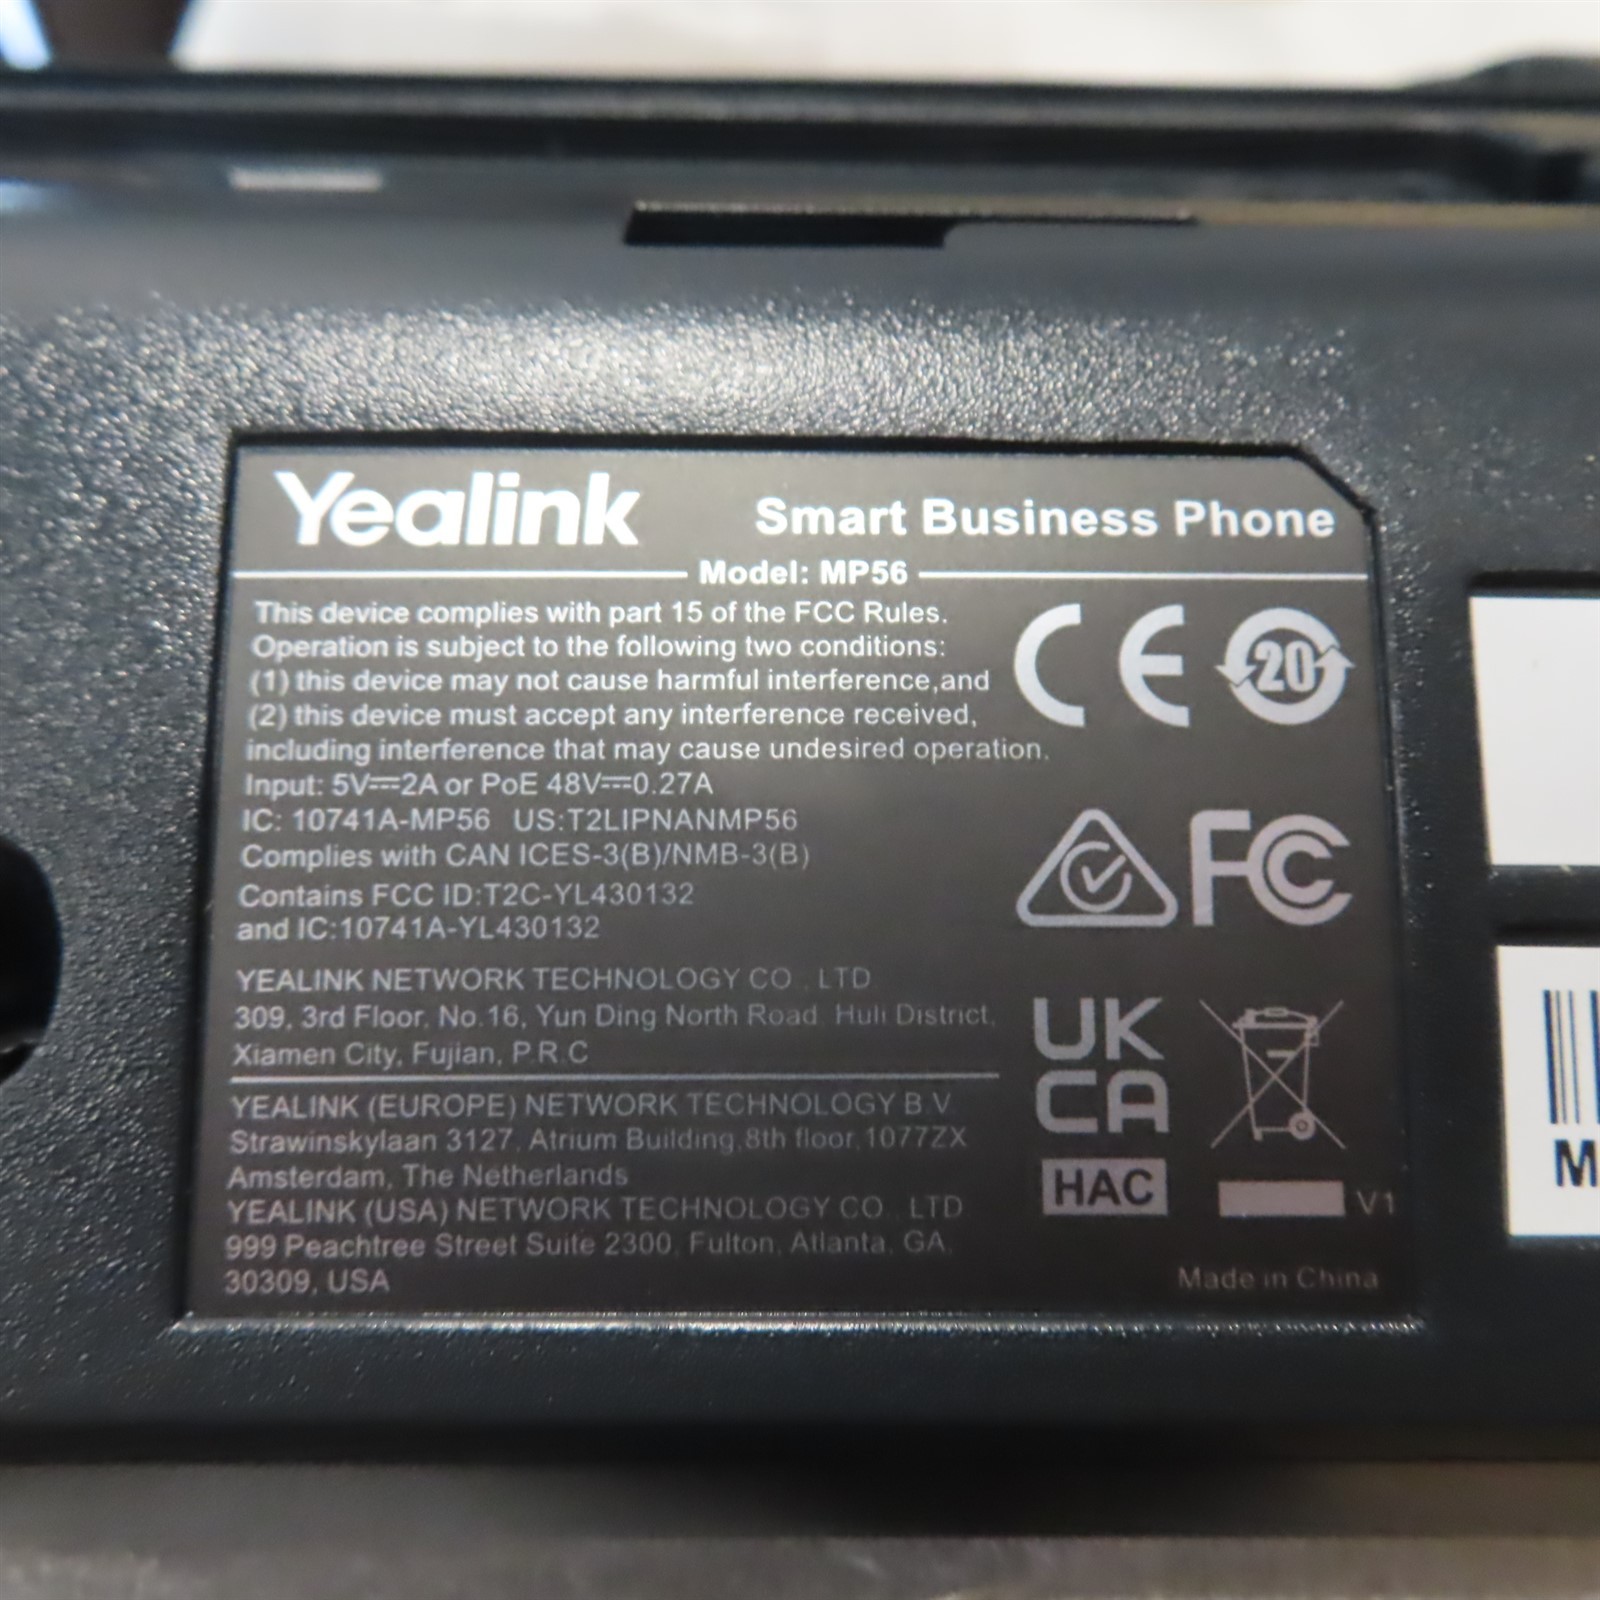 Yealink
Smart Business Phone
Model: MP56
This device complies with part 15 of the FCC Rules.
Operation is subject to the following two conditions:
(1) this device may not cause harmful interference,and
(2) this device must accept any interference received,
including interference that may cause undesired operation.
Input: 5V⎓2A or PoE 48V⎓0.27A
IC: 10741A-MP56 US:T2LIPNANMP56
Complies with CAN ICES-3(B)/NMB-3(B)
Contains FCC ID:T2C-YL430132
and IC:10741A-YL430132
YEALINK NETWORK TECHNOLOGY CO., LTD
309, 3rd Floor, No.16, Yun Ding North Road, Huli District,
Xiamen City, Fujian, P.R.C
YEALINK (EUROPE) NETWORK TECHNOLOGY B.V.
Strawinskylaan 3127, Atrium Building,8th floor,1077ZX
Amsterdam, The Netherlands
YEALINK (USA) NETWORK TECHNOLOGY CO., LTD
999 Peachtree Street Suite 2300, Fulton, Atlanta, GA,
30309, USA
CE
20
FC
UK
CA
HAC
V1
Made in China
M